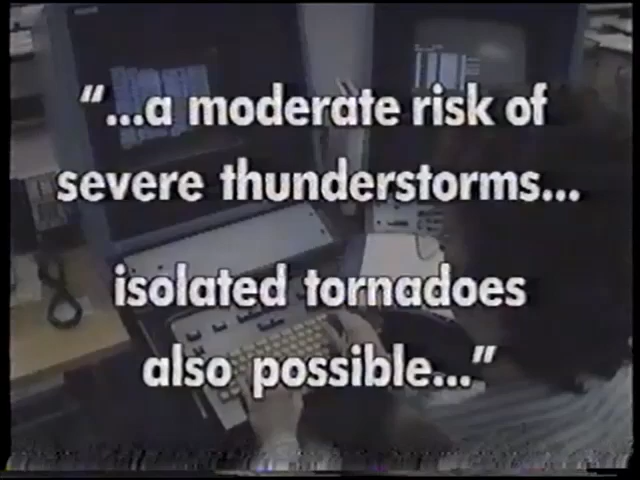 “...a moderate risk of
severe thunderstorms...
isolated tornadoes
also possible...”